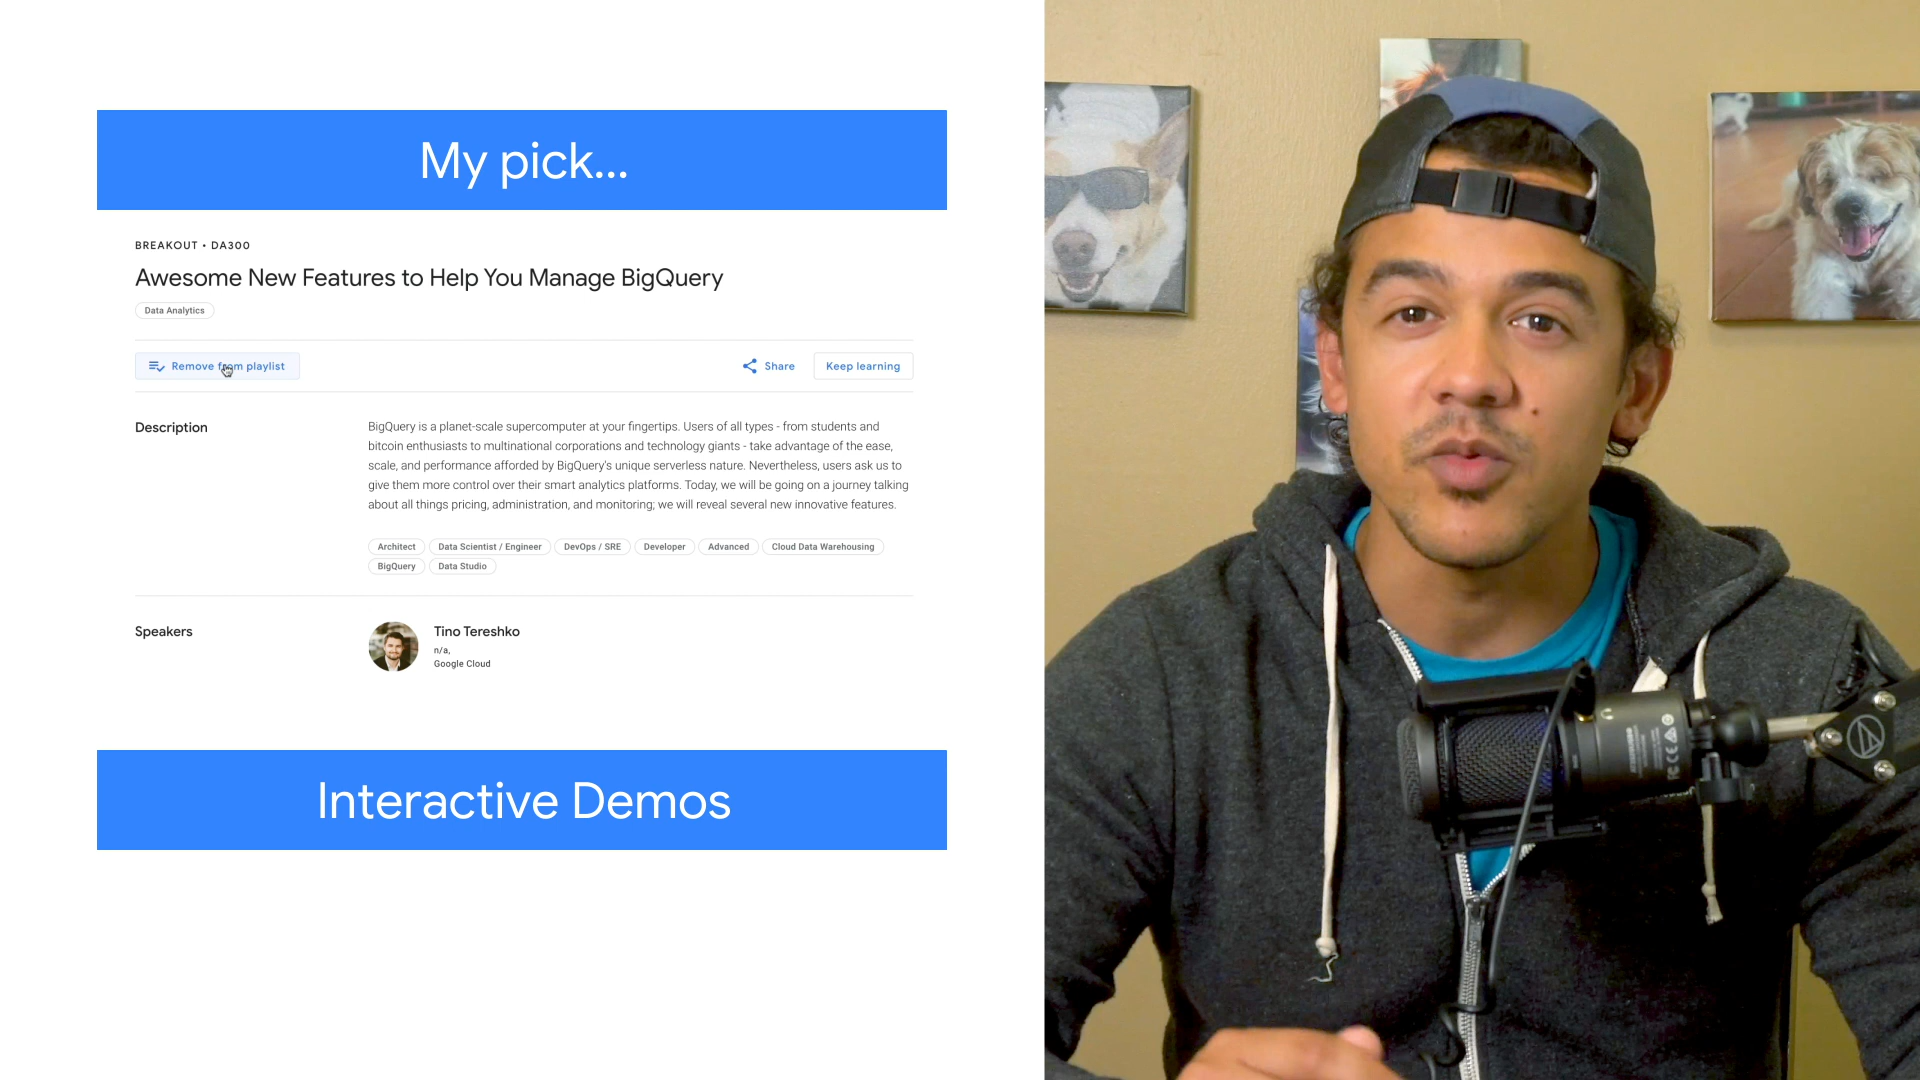 My pick...
BREAKOUT • DA300
Awesome New Features to Help You Manage BigQuery
Data Analytics
Remove from playlist
Share
Keep learning
Description
BigQuery is a planet-scale supercomputer at your fingertips. Users of all types - from students and
bitcoin enthusiasts to multinational corporations and technology giants - take advantage of the ease,
scale, and performance afforded by BigQuery's unique serverless nature. Nevertheless, users ask us to
give them more control over their smart analytics platforms. Today, we will be going on a journey talking
about all things pricing, administration, and monitoring; we will reveal several new innovative features.
Architect
Data Scientist / Engineer
DevOps / SRE
Developer
Advanced
Cloud Data Warehousing
BigQuery
Data Studio
Speakers
Tino Tereshko
n/a,
Google Cloud
Interactive Demos